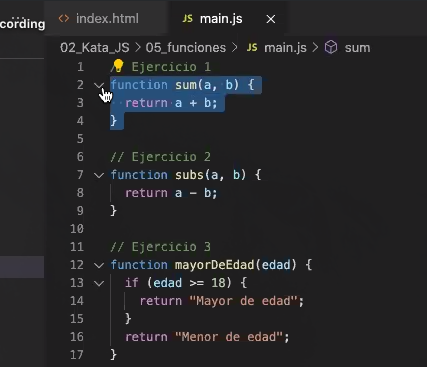 cording
index.html
JS main.js
02_Kata_JS > 05_funciones > JS main.js > sum
1 // Ejercicio 1
2 function sum(a, b) {
3 return a + b;
4 }
5
6 // Ejercicio 2
7 function subs(a, b) {
8 return a - b;
9 }
10
11 // Ejercicio 3
12 function mayorDeEdad(edad) {
13 if (edad >= 18) {
14 return "Mayor de edad";
15 }
16 return "Menor de edad";
17 }